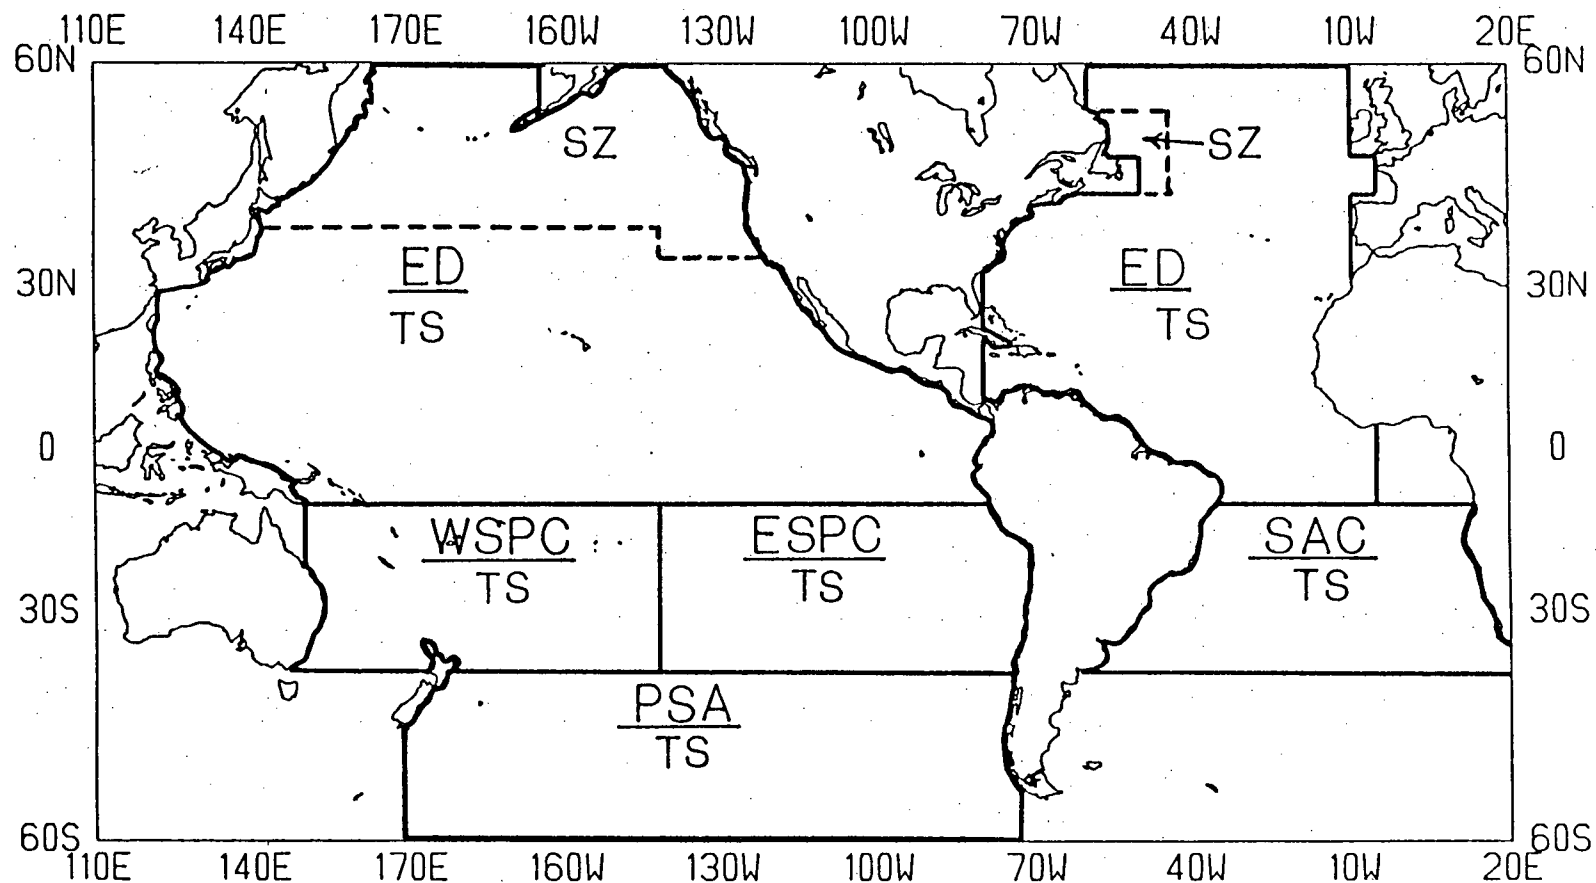 110E 140E 170E 160W 130W 100W 70W 40W 10W 20E
60N 60N
SZ SZ
ED ED
30N 30N
TS TS
0 0
WSPC ESPC SAC
TS TS TS
30S 30S
PSA
TS
60S 60S
110E 140E 170E 160W 130W 100W 70W 40W 10W 20E